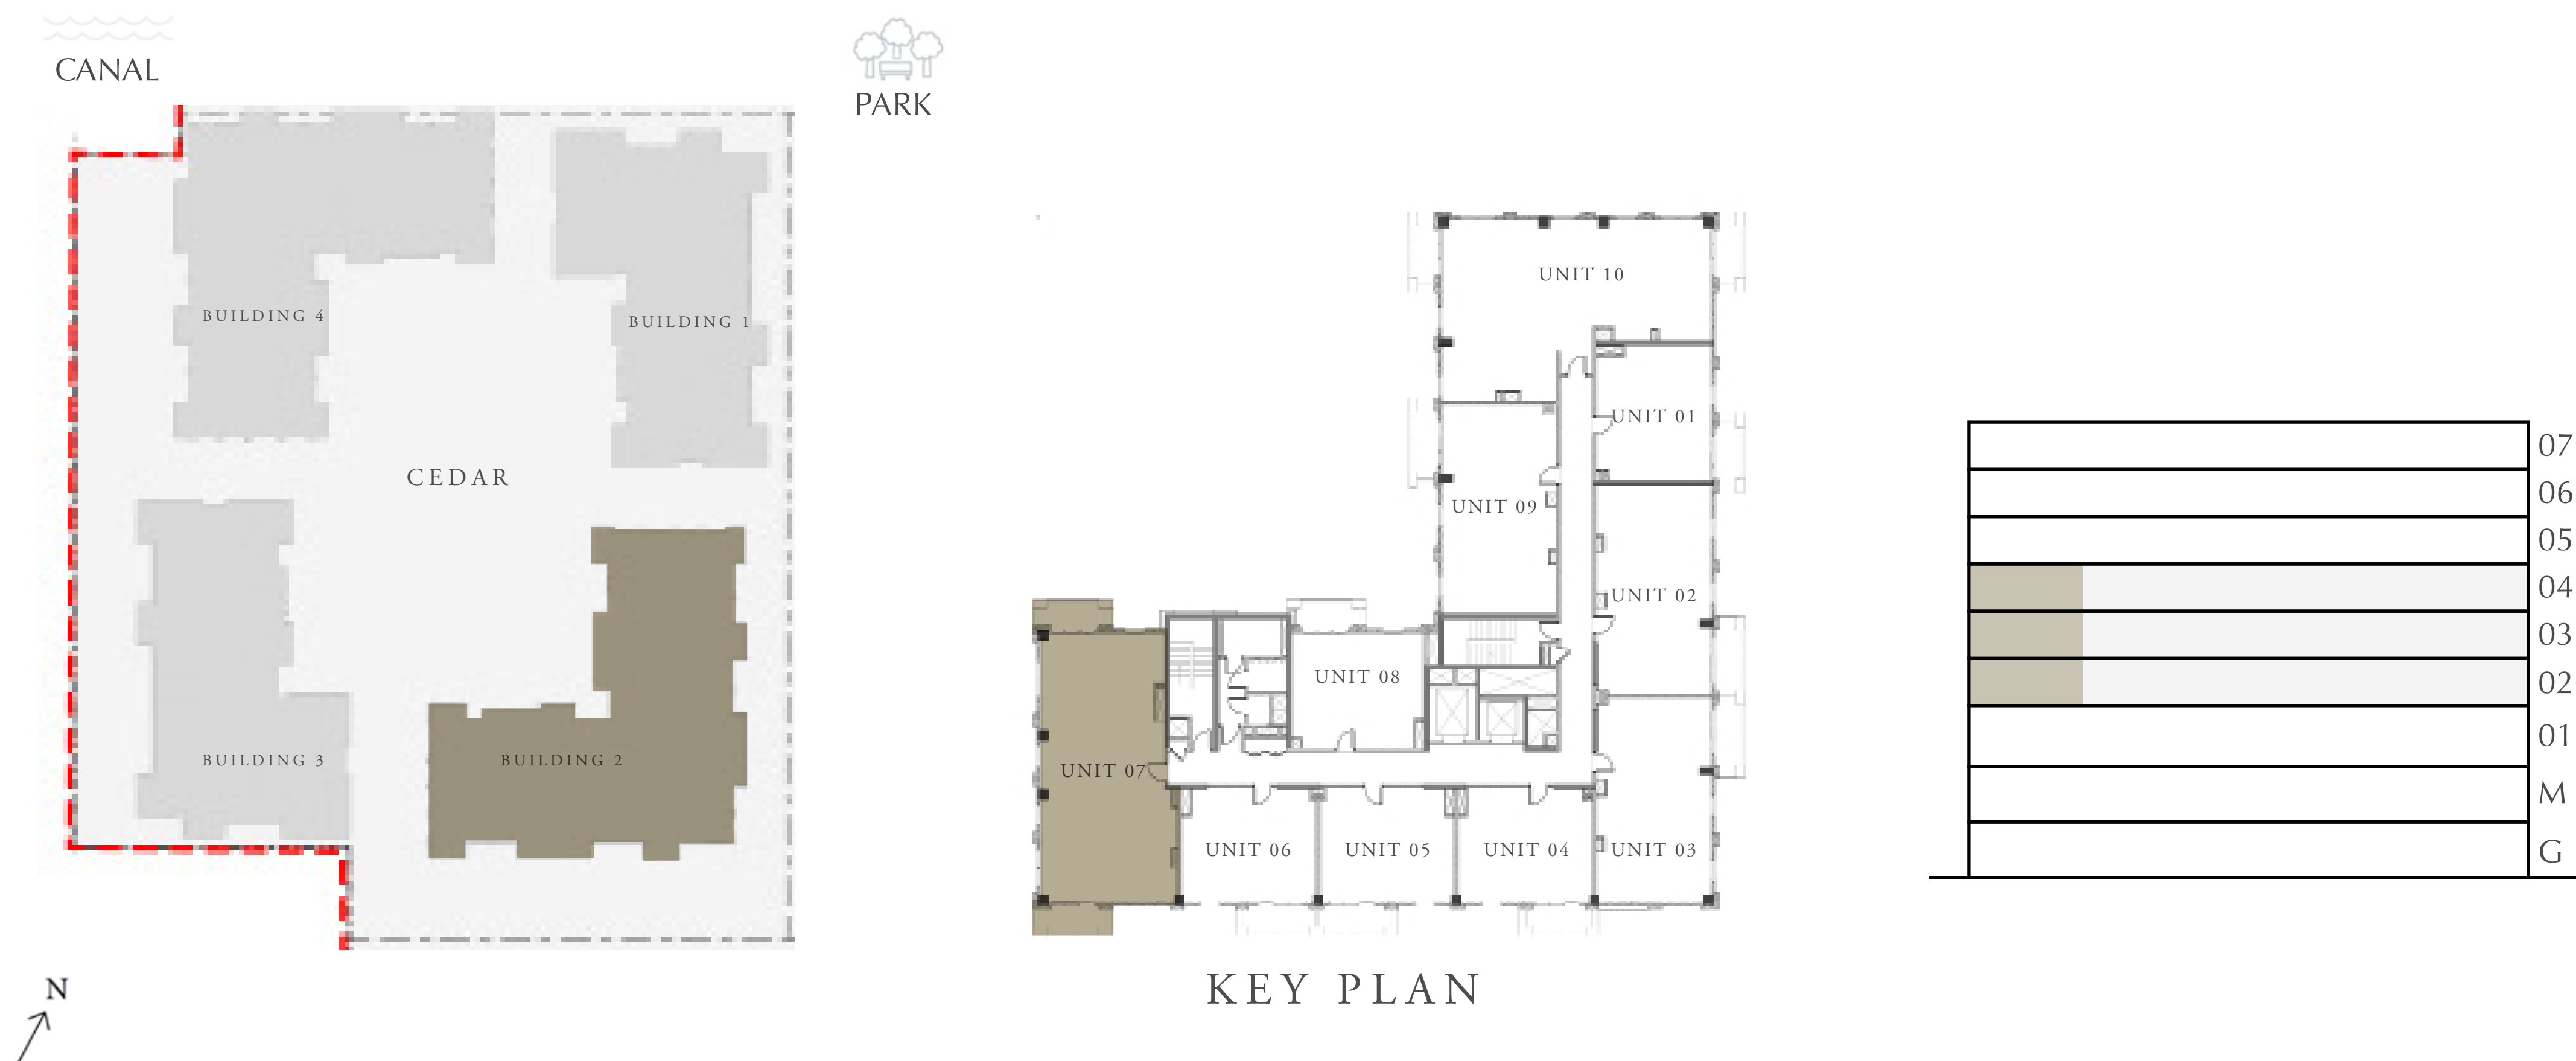 CANAL
PARK
BUILDING 4
BUILDING 1
CEDAR
BUILDING 3
BUILDING 2
N
UNIT 10
UNIT 01
UNIT 09
UNIT 02
UNIT 08
UNIT 07
UNIT 06
UNIT 05
UNIT 04
UNIT 03
KEY PLAN
07
06
05
04
03
02
01
M
G